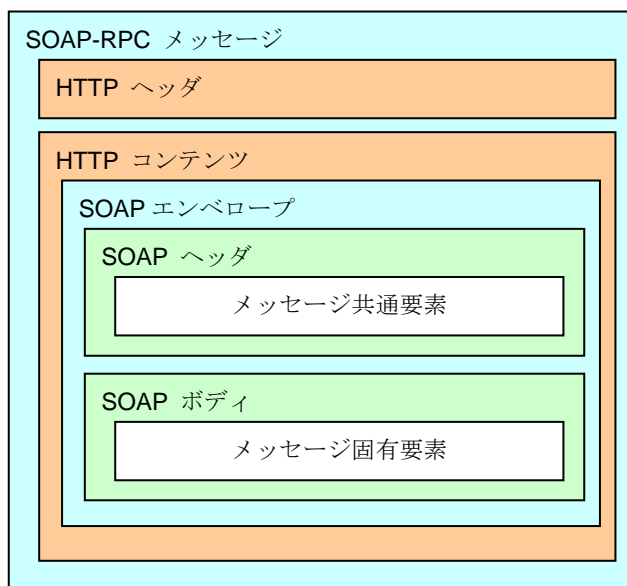 SOAP-RPC メッセージ
HTTP ヘッダ
HTTP コンテンツ
SOAP エンベロープ
SOAP ヘッダ
メッセージ共通要素
SOAP ボディ
メッセージ固有要素